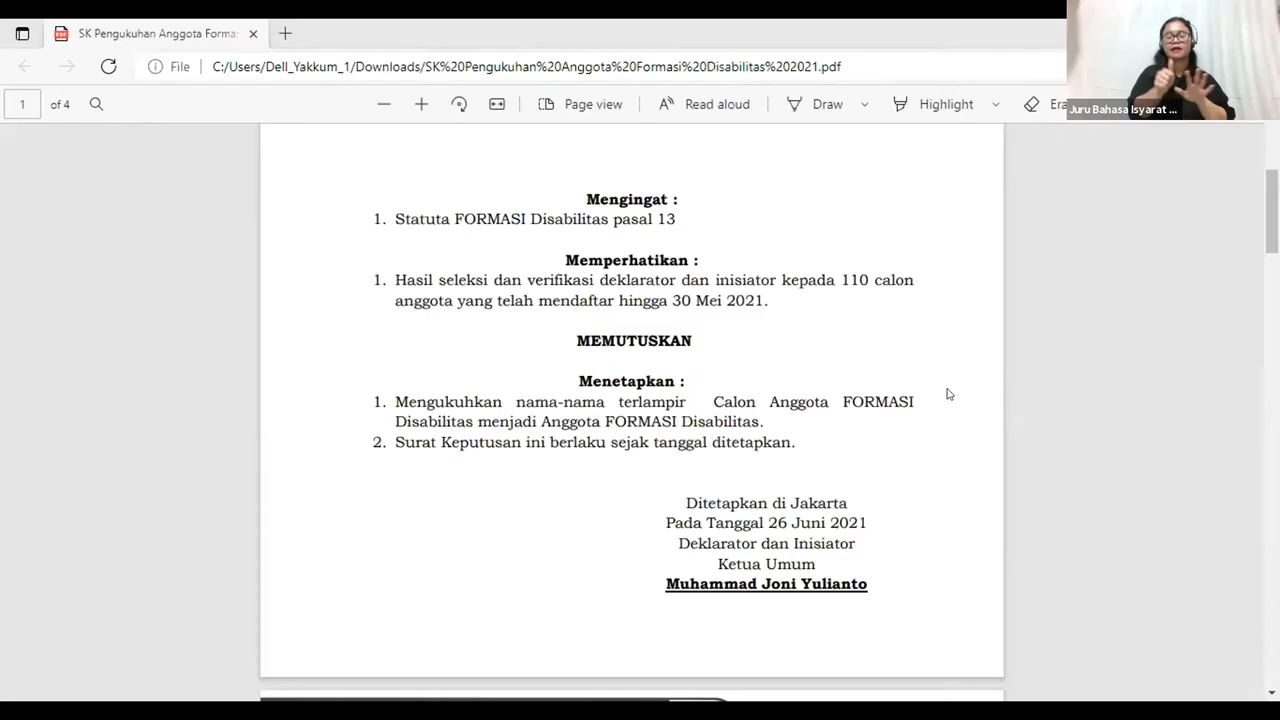 SK Pengukuhan Anggota Forma
File C:/Users/Dell_Yakkum_1/Downloads/SK%20Pengukuhan%20Anggota%20Formasi%20Disabilitas%202021.pdf
1 of 4 Page view Read aloud Draw Highlight Era
Juru Bahasa Isyarat ...
Mengingat :
1. Statuta FORMASI Disabilitas pasal 13
Memperhatikan :
1. Hasil seleksi dan verifikasi deklarator dan inisiator kepada 110 calon
anggota yang telah mendaftar hingga 30 Mei 2021.
MEMUTUSKAN
Menetapkan :
1. Mengukuhkan nama-nama terlampir Calon Anggota FORMASI
Disabilitas menjadi Anggota FORMASI Disabilitas.
2. Surat Keputusan ini berlaku sejak tanggal ditetapkan.
Ditetapkan di Jakarta
Pada Tanggal 26 Juni 2021
Deklarator dan Inisiator
Ketua Umum
Muhammad Joni Yulianto